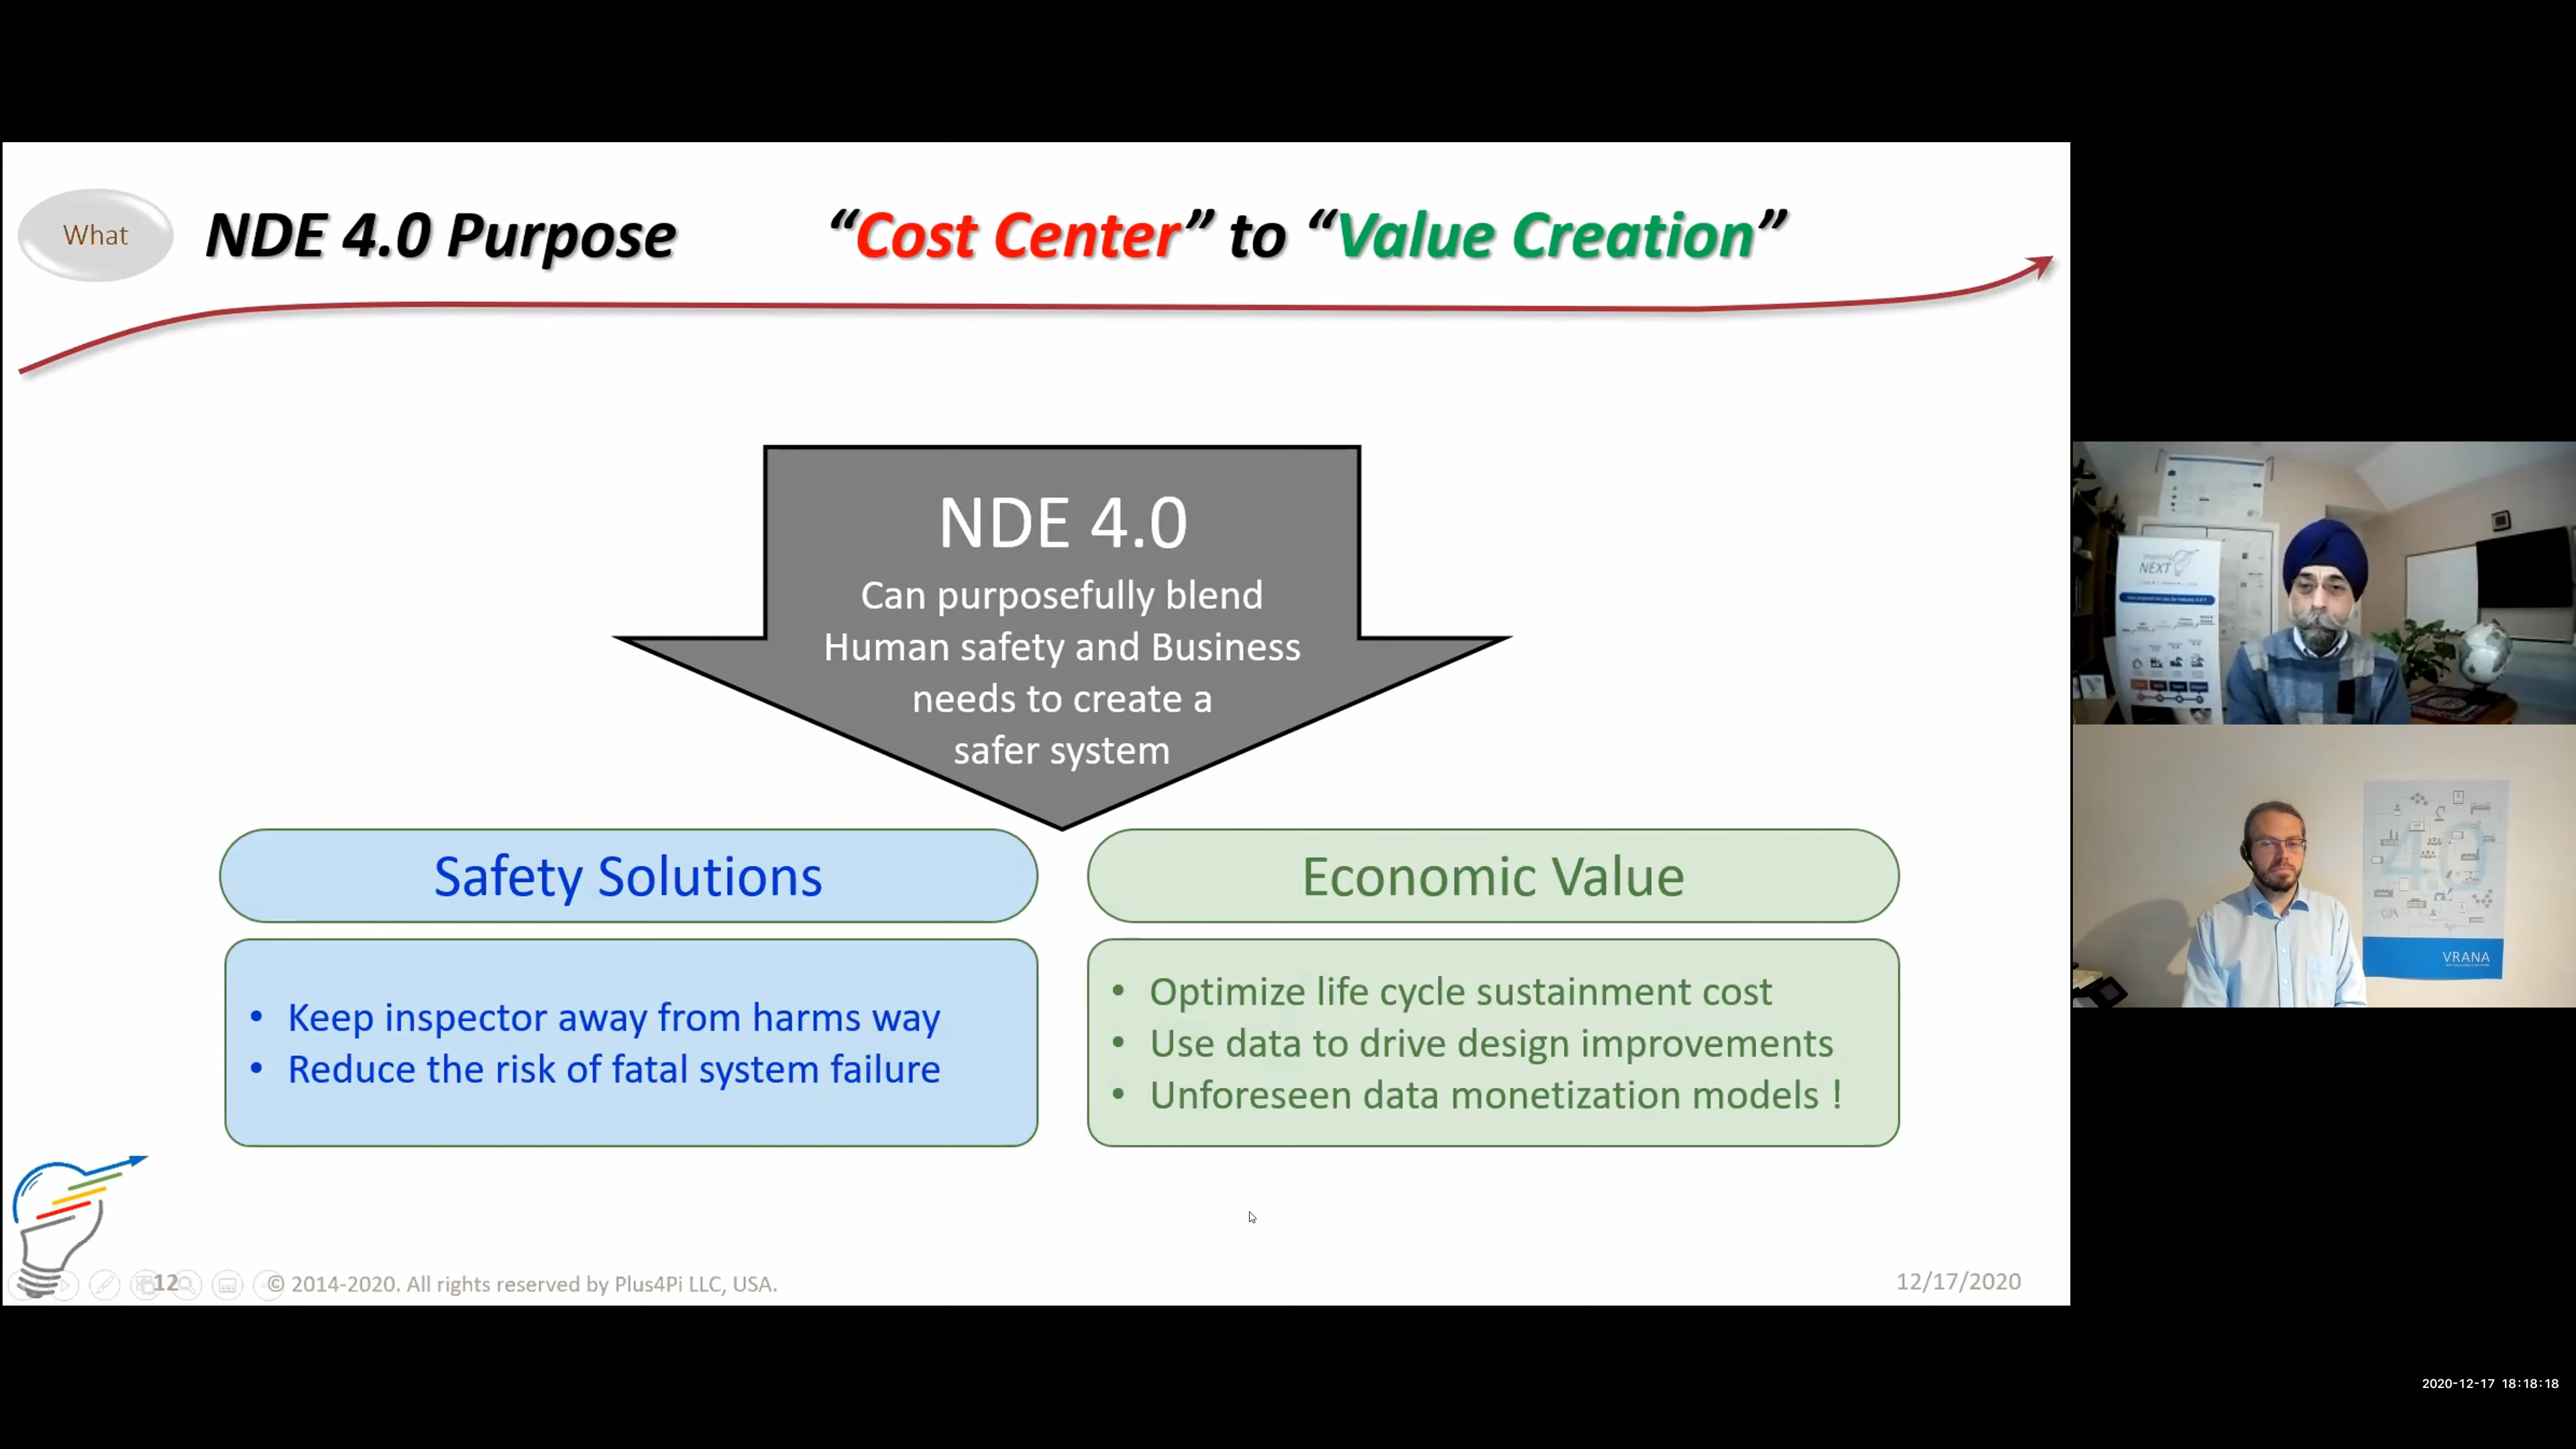 What
NDE 4.0 Purpose
“Cost Center” to “Value Creation”
NDE 4.0
Can purposefully blend
Human safety and Business
needs to create a
safer system
Safety Solutions
Economic Value
• Keep inspector away from harms way
• Reduce the risk of fatal system failure
• Optimize life cycle sustainment cost
• Use data to drive design improvements
• Unforeseen data monetization models !
12
© 2014-2020. All rights reserved by Plus4Pi LLC, USA.
12/17/2020
NEXT
4.0
VRANA
2020-12-17 18:18:18